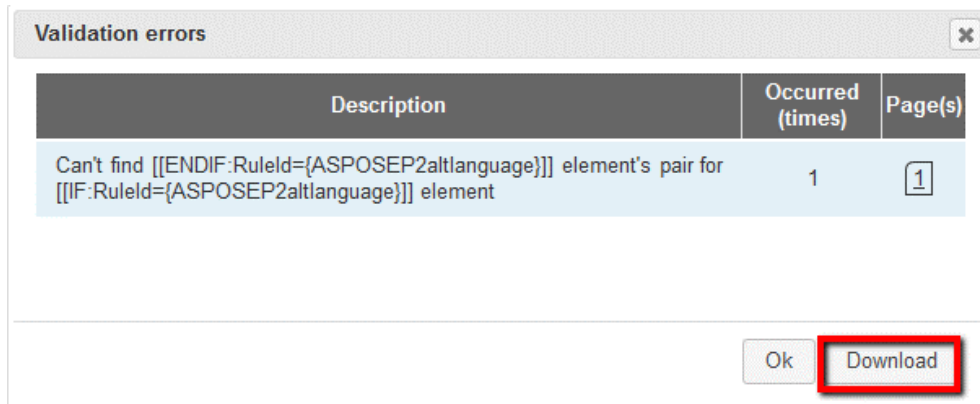 Validation errors
Description
Occurred
(times)
Page(s)
Can't find [[ENDIF:RuleId={ASPOSEP2altlanguage}]] element's pair for
[[IF:RuleId={ASPOSEP2altlanguage}]] element
1
1
Ok
Download